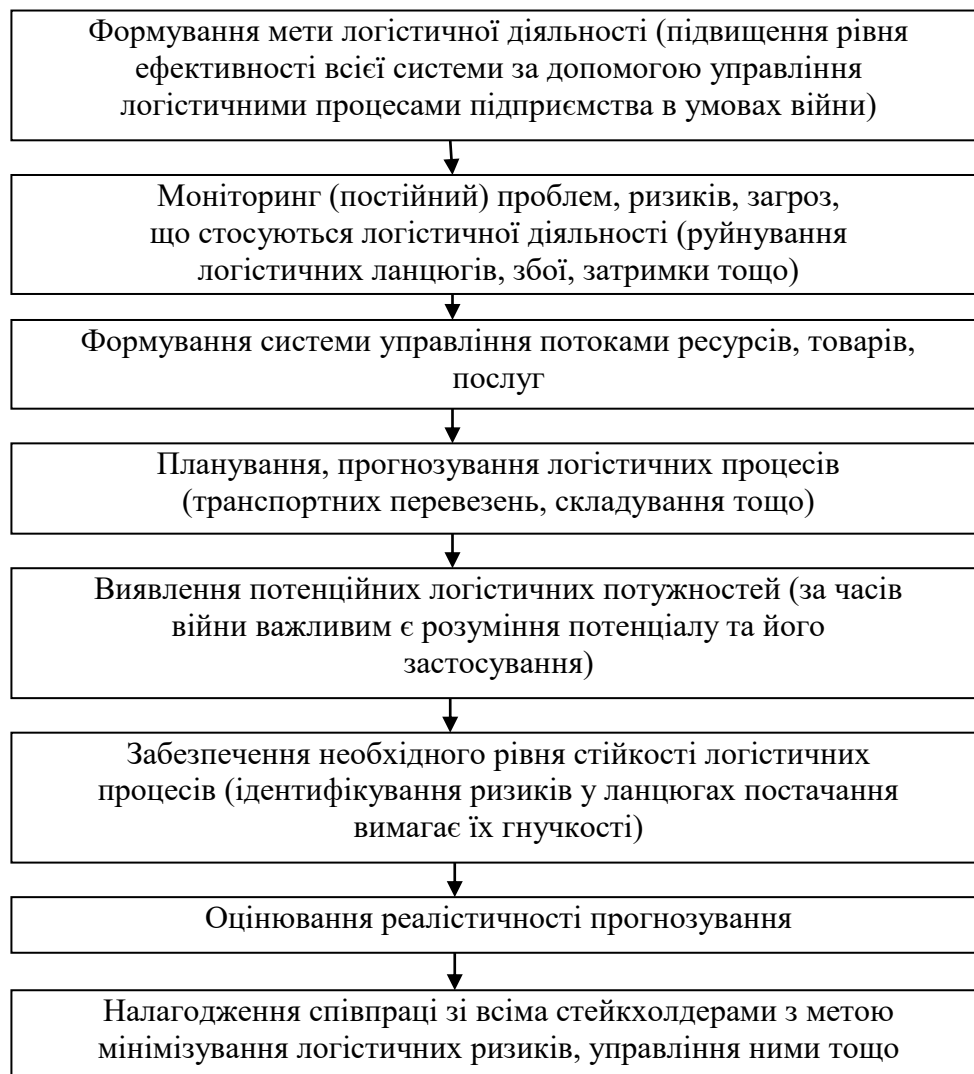 Формування мети логістичної діяльності (підвищення рівня
ефективності всієї системи за допомогою управління
логістичними процесами підприємства в умовах війни)
Моніторинг (постійний) проблем, ризиків, загроз,
що стосуються логістичної діяльності (руйнування
логістичних ланцюгів, збої, затримки тощо)
Формування системи управління потоками ресурсів, товарів,
послуг
Планування, прогнозування логістичних процесів
(транспортних перевезень, складування тощо)
Виявлення потенційних логістичних потужностей (за часів
війни важливим є розуміння потенціалу та його
застосування)
Забезпечення необхідного рівня стійкості логістичних
процесів (ідентифікування ризиків у ланцюгах постачання
вимагає їх гнучкості)
Оцінювання реалістичності прогнозування
Налагодження співпраці зі всіма стейкхолдерами з метою
мінімізування логістичних ризиків, управління ними тощо